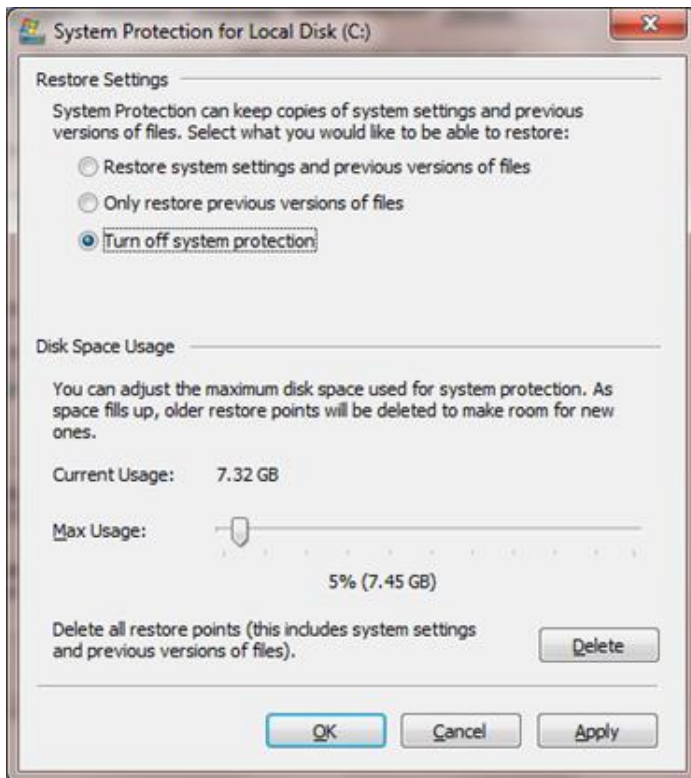 System Protection for Local Disk (C:)
Restore Settings
System Protection can keep copies of system settings and previous
versions of files. Select what you would like to be able to restore:
Restore system settings and previous versions of files
Only restore previous versions of files
Turn off system protection
Disk Space Usage
You can adjust the maximum disk space used for system protection. As
space fills up, older restore points will be deleted to make room for new
ones.
Current Usage: 7.32 GB
Max Usage:
5% (7.45 GB)
Delete all restore points (this includes system settings
and previous versions of files).
Delete
OK Cancel Apply